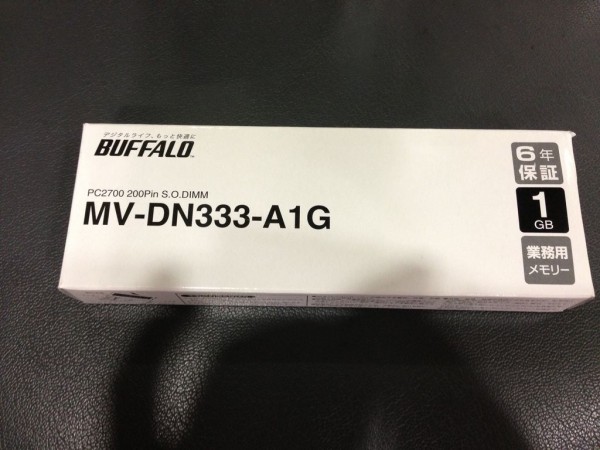 デジタルライフ、もっと快適に
BUFFALO
PC2700 200Pin S.O.DIMM
MV-DN333-A1G
6年
保証
1
GB
業務用
メモリー